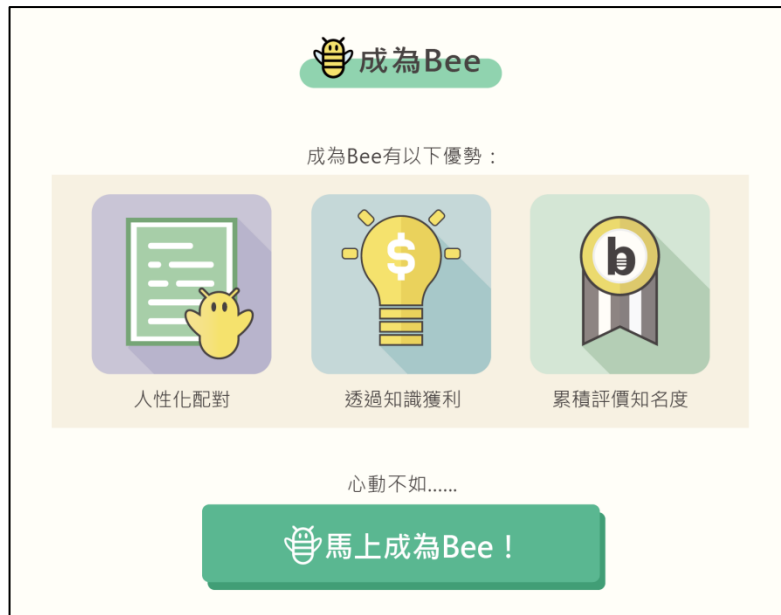 成為Bee
成為Bee有以下優勢：
$
b
人性化配對
透過知識獲利
累積評價知名度
心動不如......
馬上成為Bee！